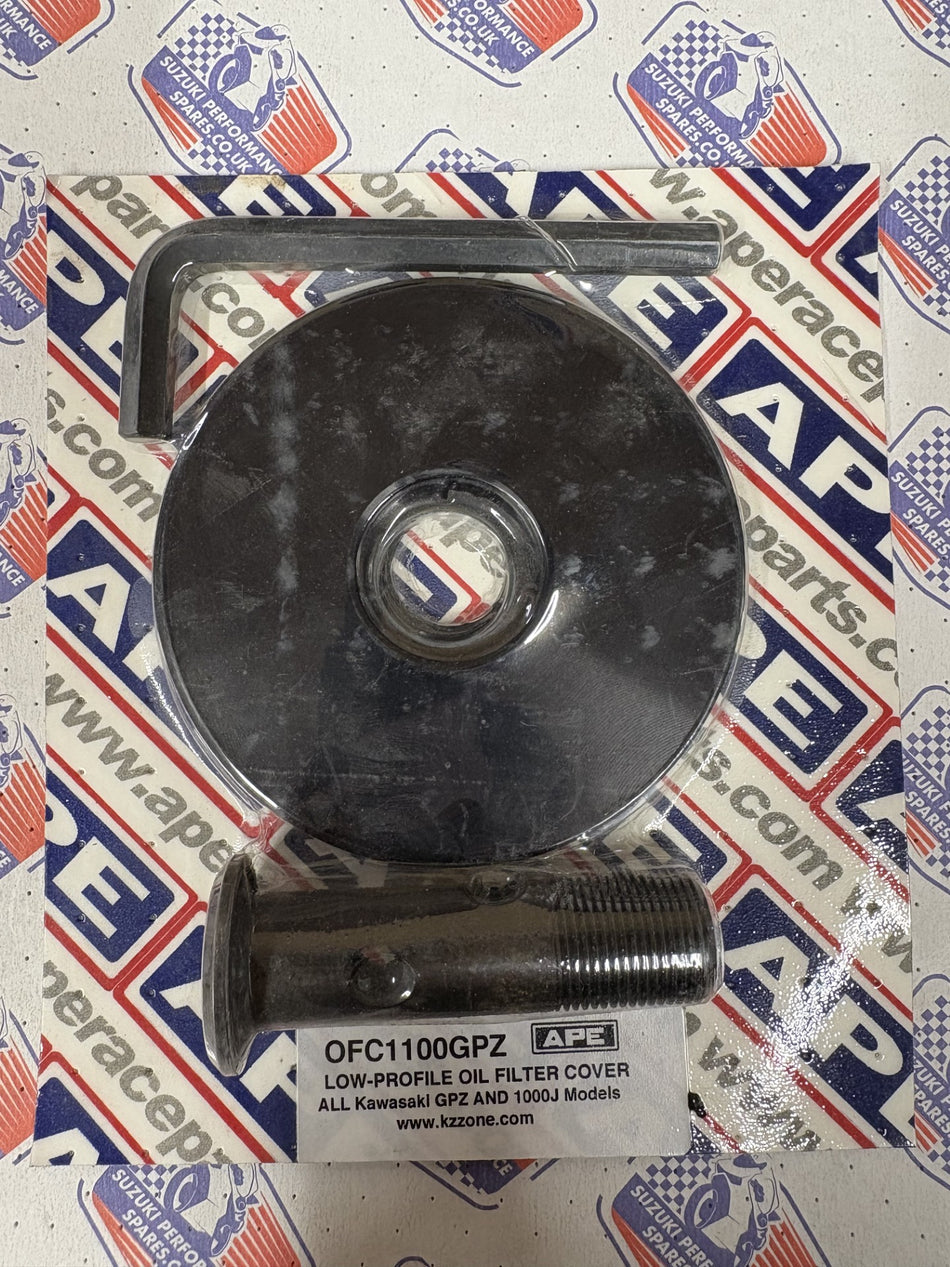 SUZUKI PERFORMANCE
SPARES.CO.UK
www.aperaceparts.com
APE
OFC1100GPZ APE
LOW-PROFILE OIL FILTER COVER
ALL Kawasaki GPZ AND 1000J Models
www.kzzone.com